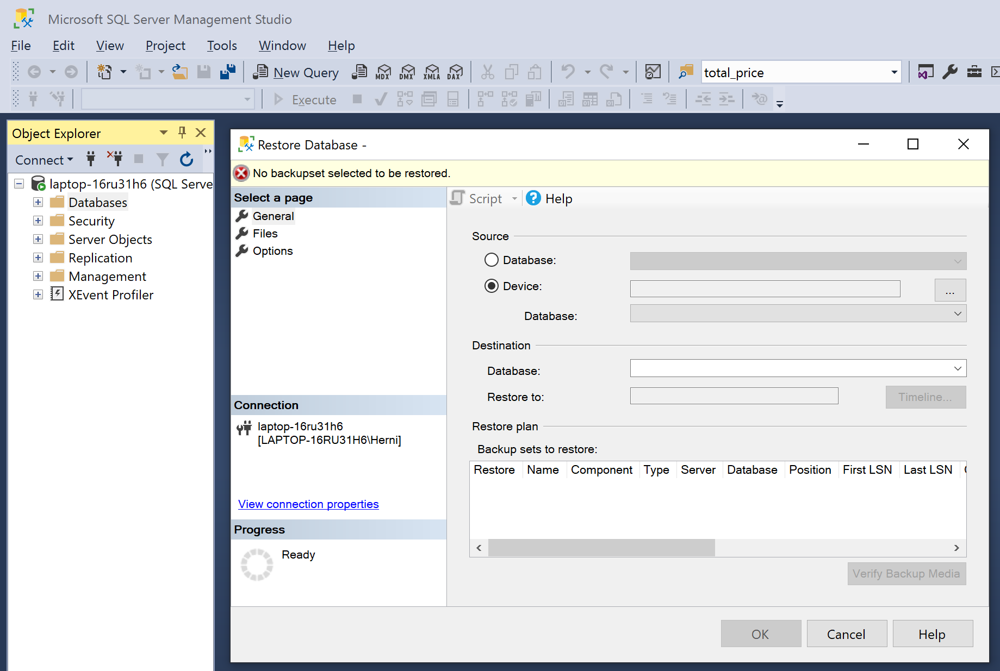 Microsoft SQL Server Management Studio
File Edit View Project Tools Window Help
New Query MDX DMX XMLA DAX total_price
Execute
Object Explorer
Connect
laptop-16ru31h6 (SQL Serve
Databases
Security
Server Objects
Replication
Management
XEvent Profiler
Restore Database -
No backupset selected to be restored.
Select a page
General
Files
Options
Connection
laptop-16ru31h6
[LAPTOP-16RU31H6\Herni]
View connection properties
Progress
Ready
Script Help
Source
Database:
Device:
...
Database:
Destination
Database:
Restore to:
Timeline...
Restore plan
Backup sets to restore:
Restore Name Component Type Server Database Position First LSN Last LSN
Verify Backup Media
OK Cancel Help